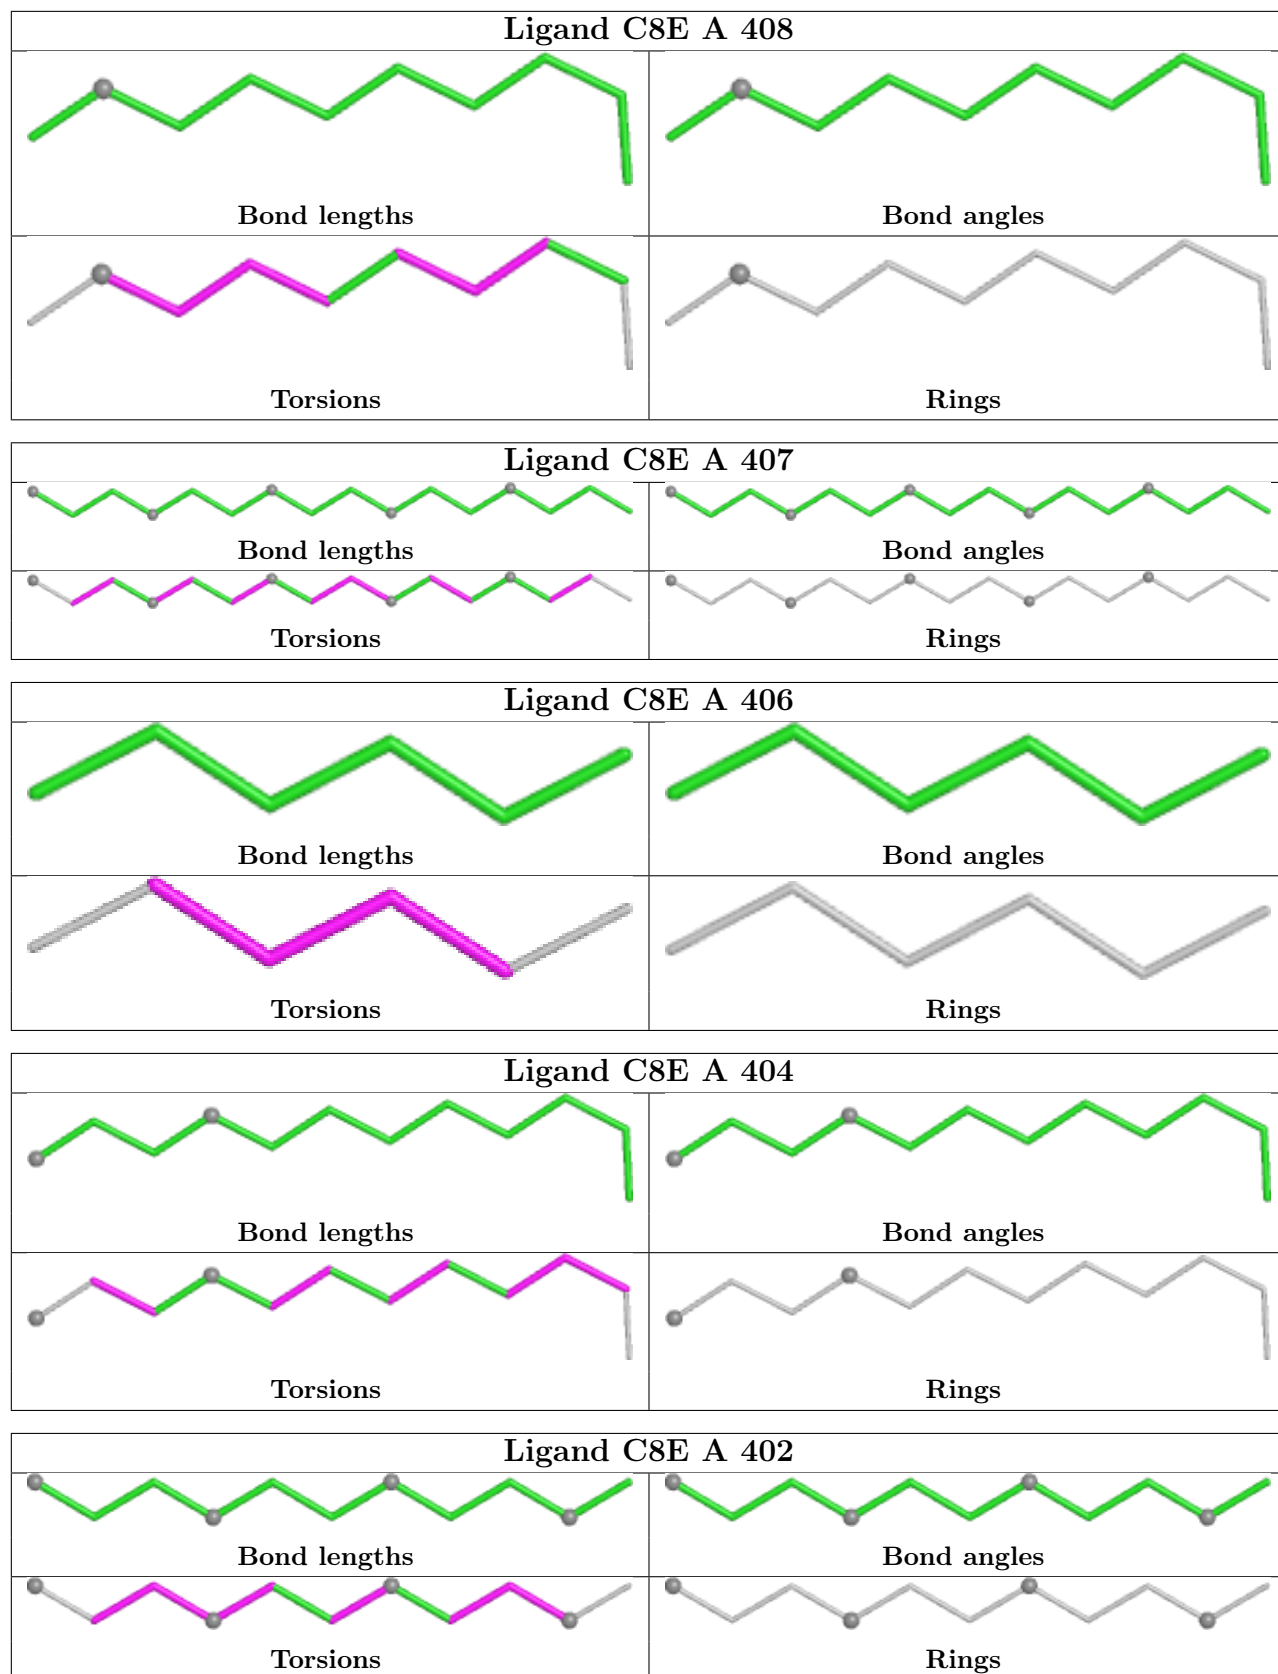 Ligand C8E A 408
Bond lengths
Bond angles
Torsions
Rings
Ligand C8E A 407
Bond lengths
Bond angles
Torsions
Rings
Ligand C8E A 406
Bond lengths
Bond angles
Torsions
Rings
Ligand C8E A 404
Bond lengths
Bond angles
Torsions
Rings
Ligand C8E A 402
Bond lengths
Bond angles
Torsions
Rings